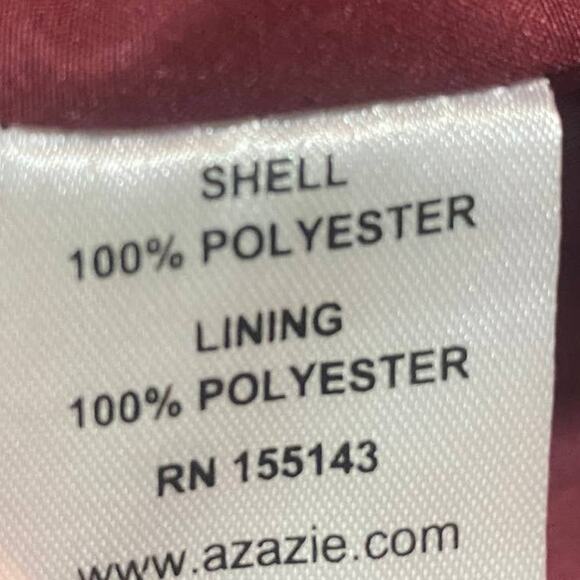 SHELL
100% POLYESTER
LINING
100% POLYESTER
RN 155143
www.azazie.com